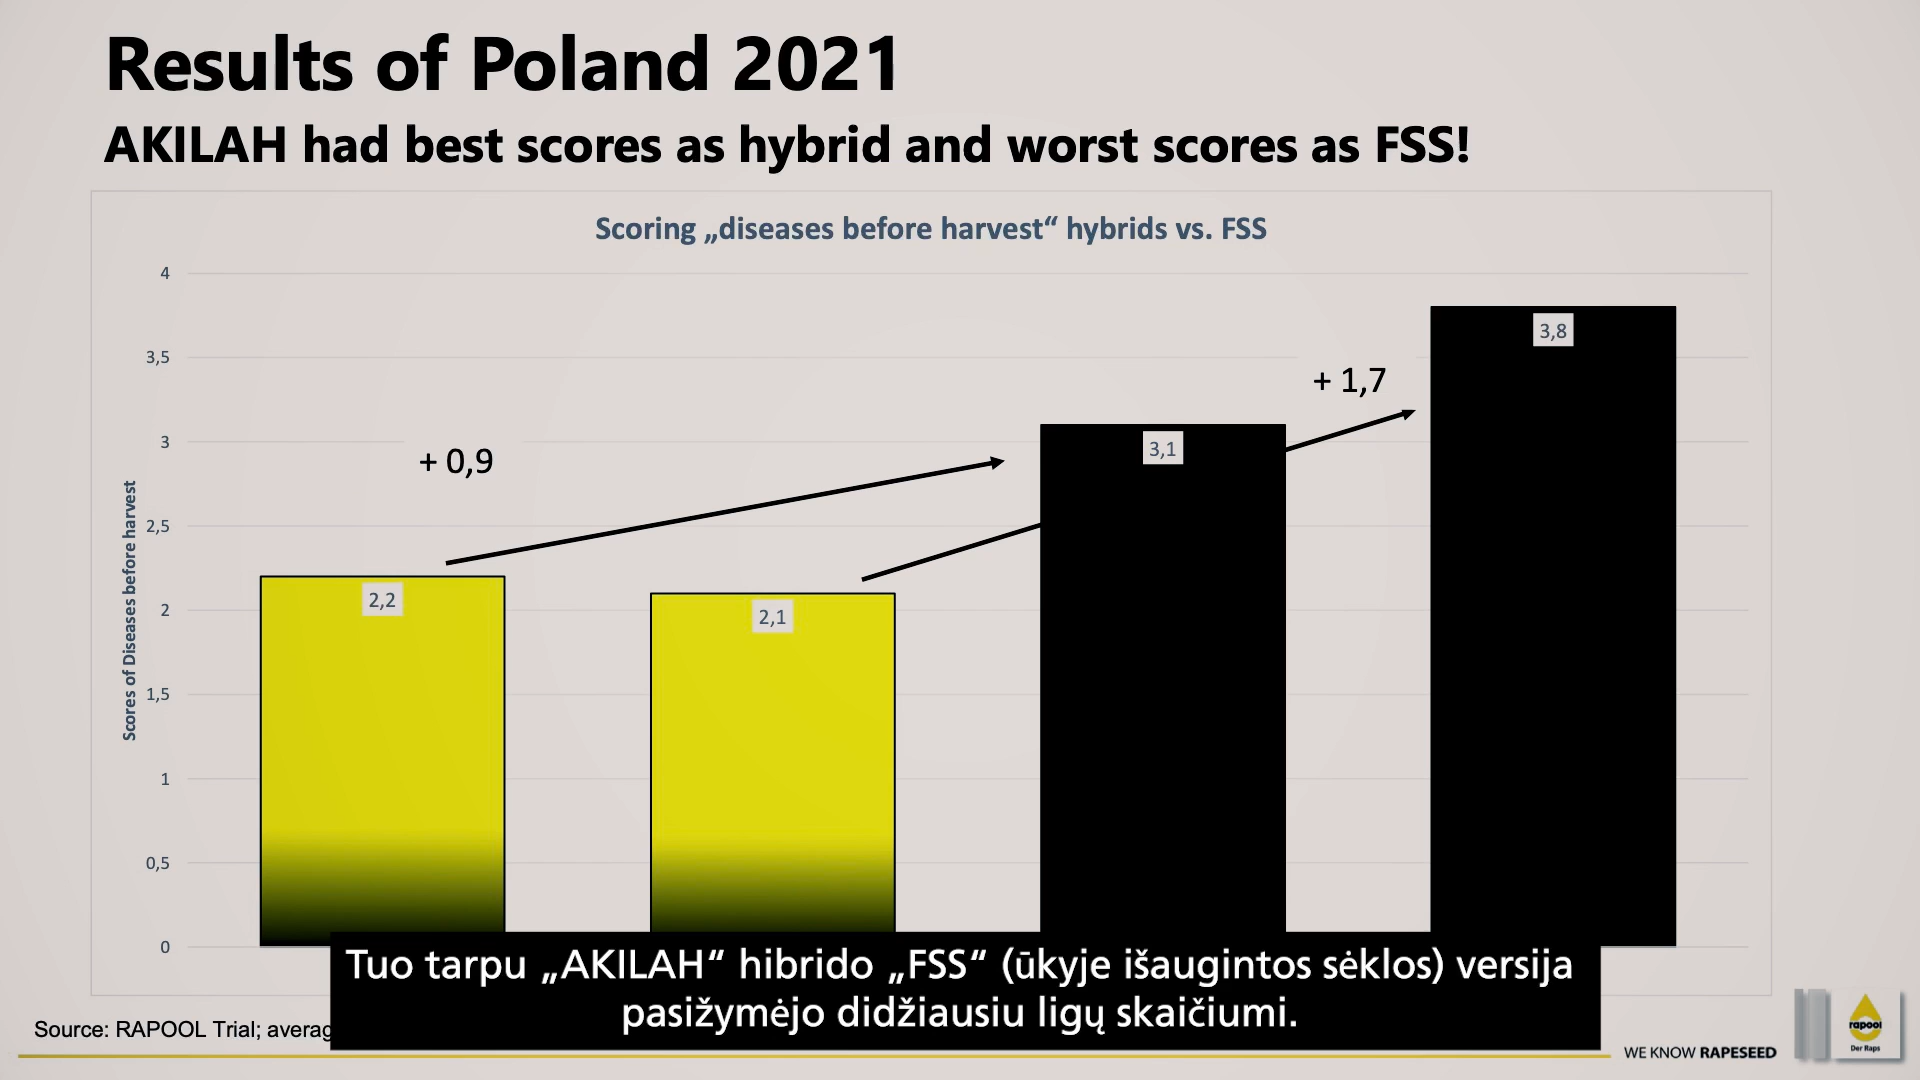 Results of Poland 2021
AKILAH had best scores as hybrid and worst scores as FSS!
Scoring „diseases before harvest“ hybrids vs. FSS
Scores of Diseases before harvest
4
3,5
3
2,5
2
1,5
1
0,5
0
+ 0,9
+ 1,7
2,2
2,1
3,1
3,8
Tuo tarpu „AKILAH“ hibrido „FSS“ (ūkyje išaugintos sėklos) versija
pasižymėjo didžiausiu ligų skaičiumi.
Source: RAPOOL Trial;
WE KNOW RAPESEED
rapool
Der Raps